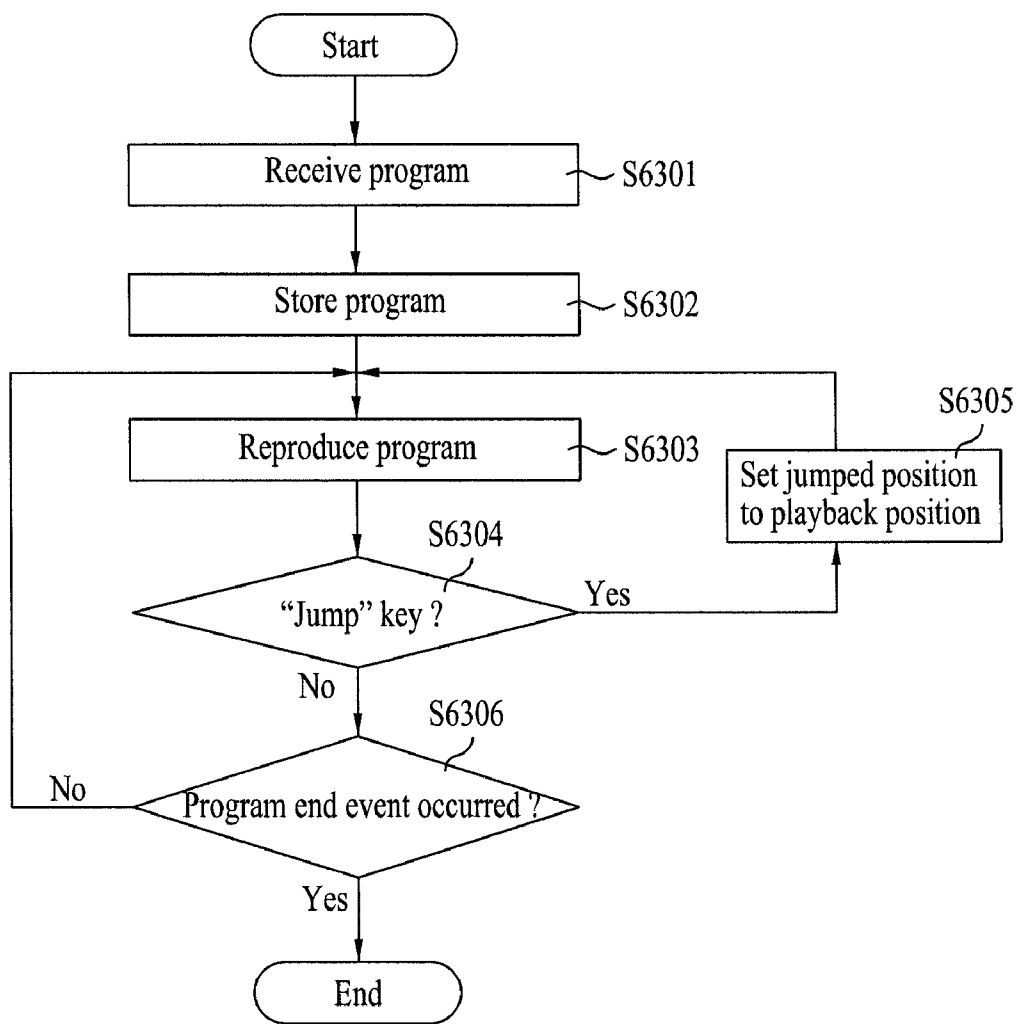 Start
Receive program
S6301
Store program
S6302
Reproduce program
S6303
S6305
Set jumped position
to playback position
S6304
“Jump” key ?
Yes
No
S6306
Program end event occurred ?
No
Yes
End